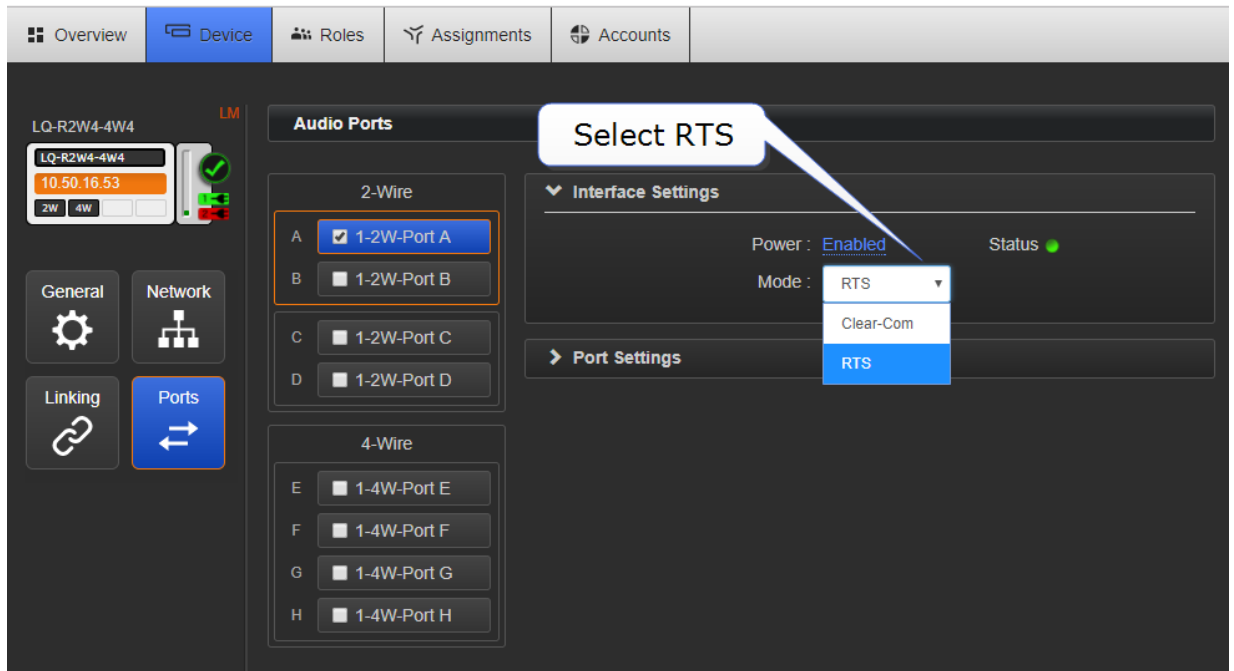 Overview Device Roles Assignments Accounts
LM
LQ-R2W4-4W4
LQ-R2W4-4W4
10.50.16.53
2W 4W
General Network
Linking Ports
Audio Ports
2-Wire
A 1-2W-Port A
B 1-2W-Port B
C 1-2W-Port C
D 1-2W-Port D
4-Wire
E 1-4W-Port E
F 1-4W-Port F
G 1-4W-Port G
H 1-4W-Port H
Select RTS
Interface Settings
Power : Enabled Status
Mode : RTS
Clear-Com
RTS
Port Settings